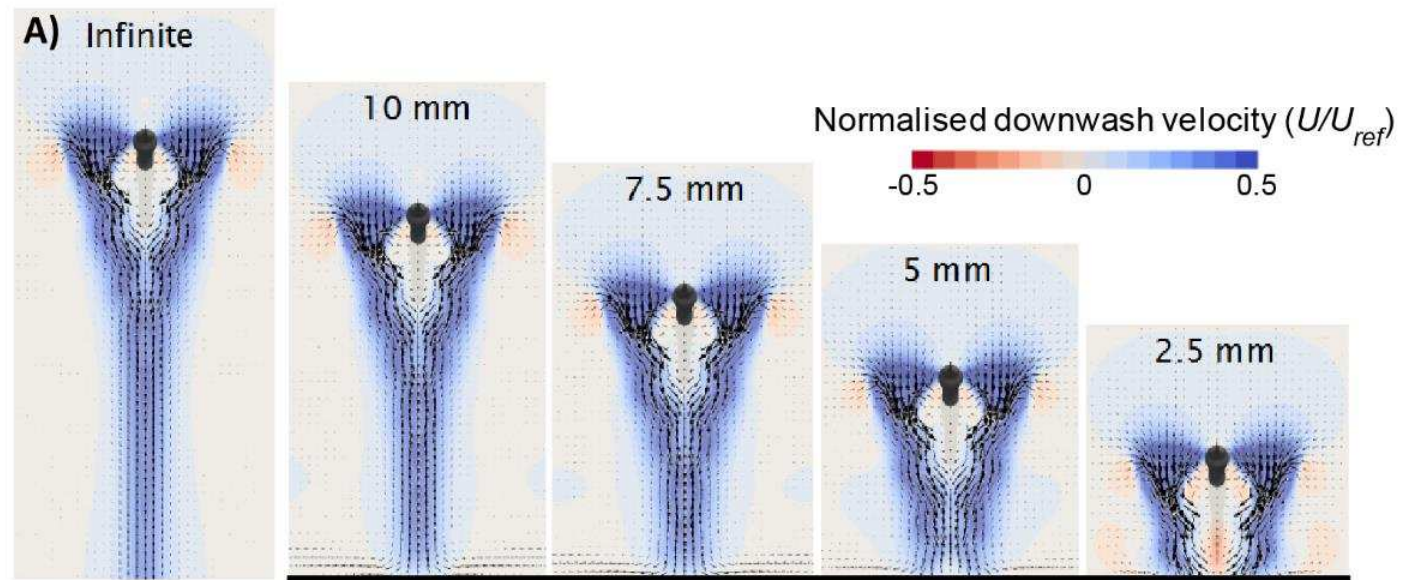 A) Infinite
10 mm
7.5 mm
5 mm
2.5 mm
Normalised downwash velocity (U/U_ref)
-0.5 0 0.5